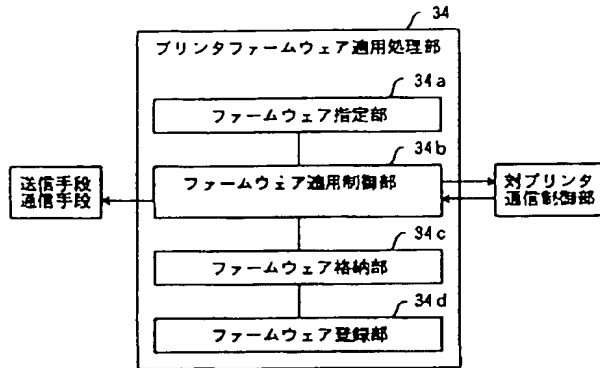 34
プリンタファームウェア適用処理部
34a
ファームウェア指定部
34b
ファームウェア適用制御部
送信手段
通信手段
対プリンタ
通信制御部
34c
ファームウェア格納部
34d
ファームウェア登録部